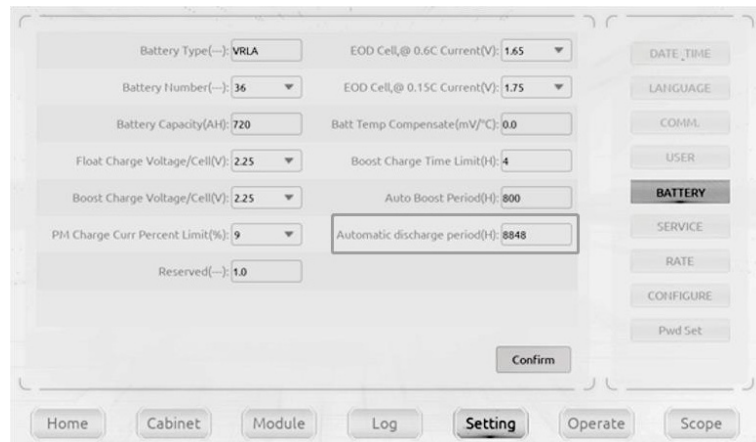 Battery Type(---): VRLA EOD Cell,@ 0.6C Current(V): 1.65
Battery Number(---): 36 EOD Cell,@ 0.15C Current(V): 1.75
Battery Capacity(AH): 720 Batt Temp Compensate(mV/°C): 0.0
Float Charge Voltage/Cell(V): 2.25 Boost Charge Time Limit(H): 4
Boost Charge Voltage/Cell(V): 2.25 Auto Boost Period(H): 800
PM Charge Curr Percent Limit(%): 9 Automatic discharge period(H): 8848
Reserved(---): 1.0
Confirm
DATE_TIME
LANGUAGE
COMM.
USER
BATTERY
SERVICE
RATE
CONFIGURE
Pwd Set
Home Cabinet Module Log Setting Operate Scope